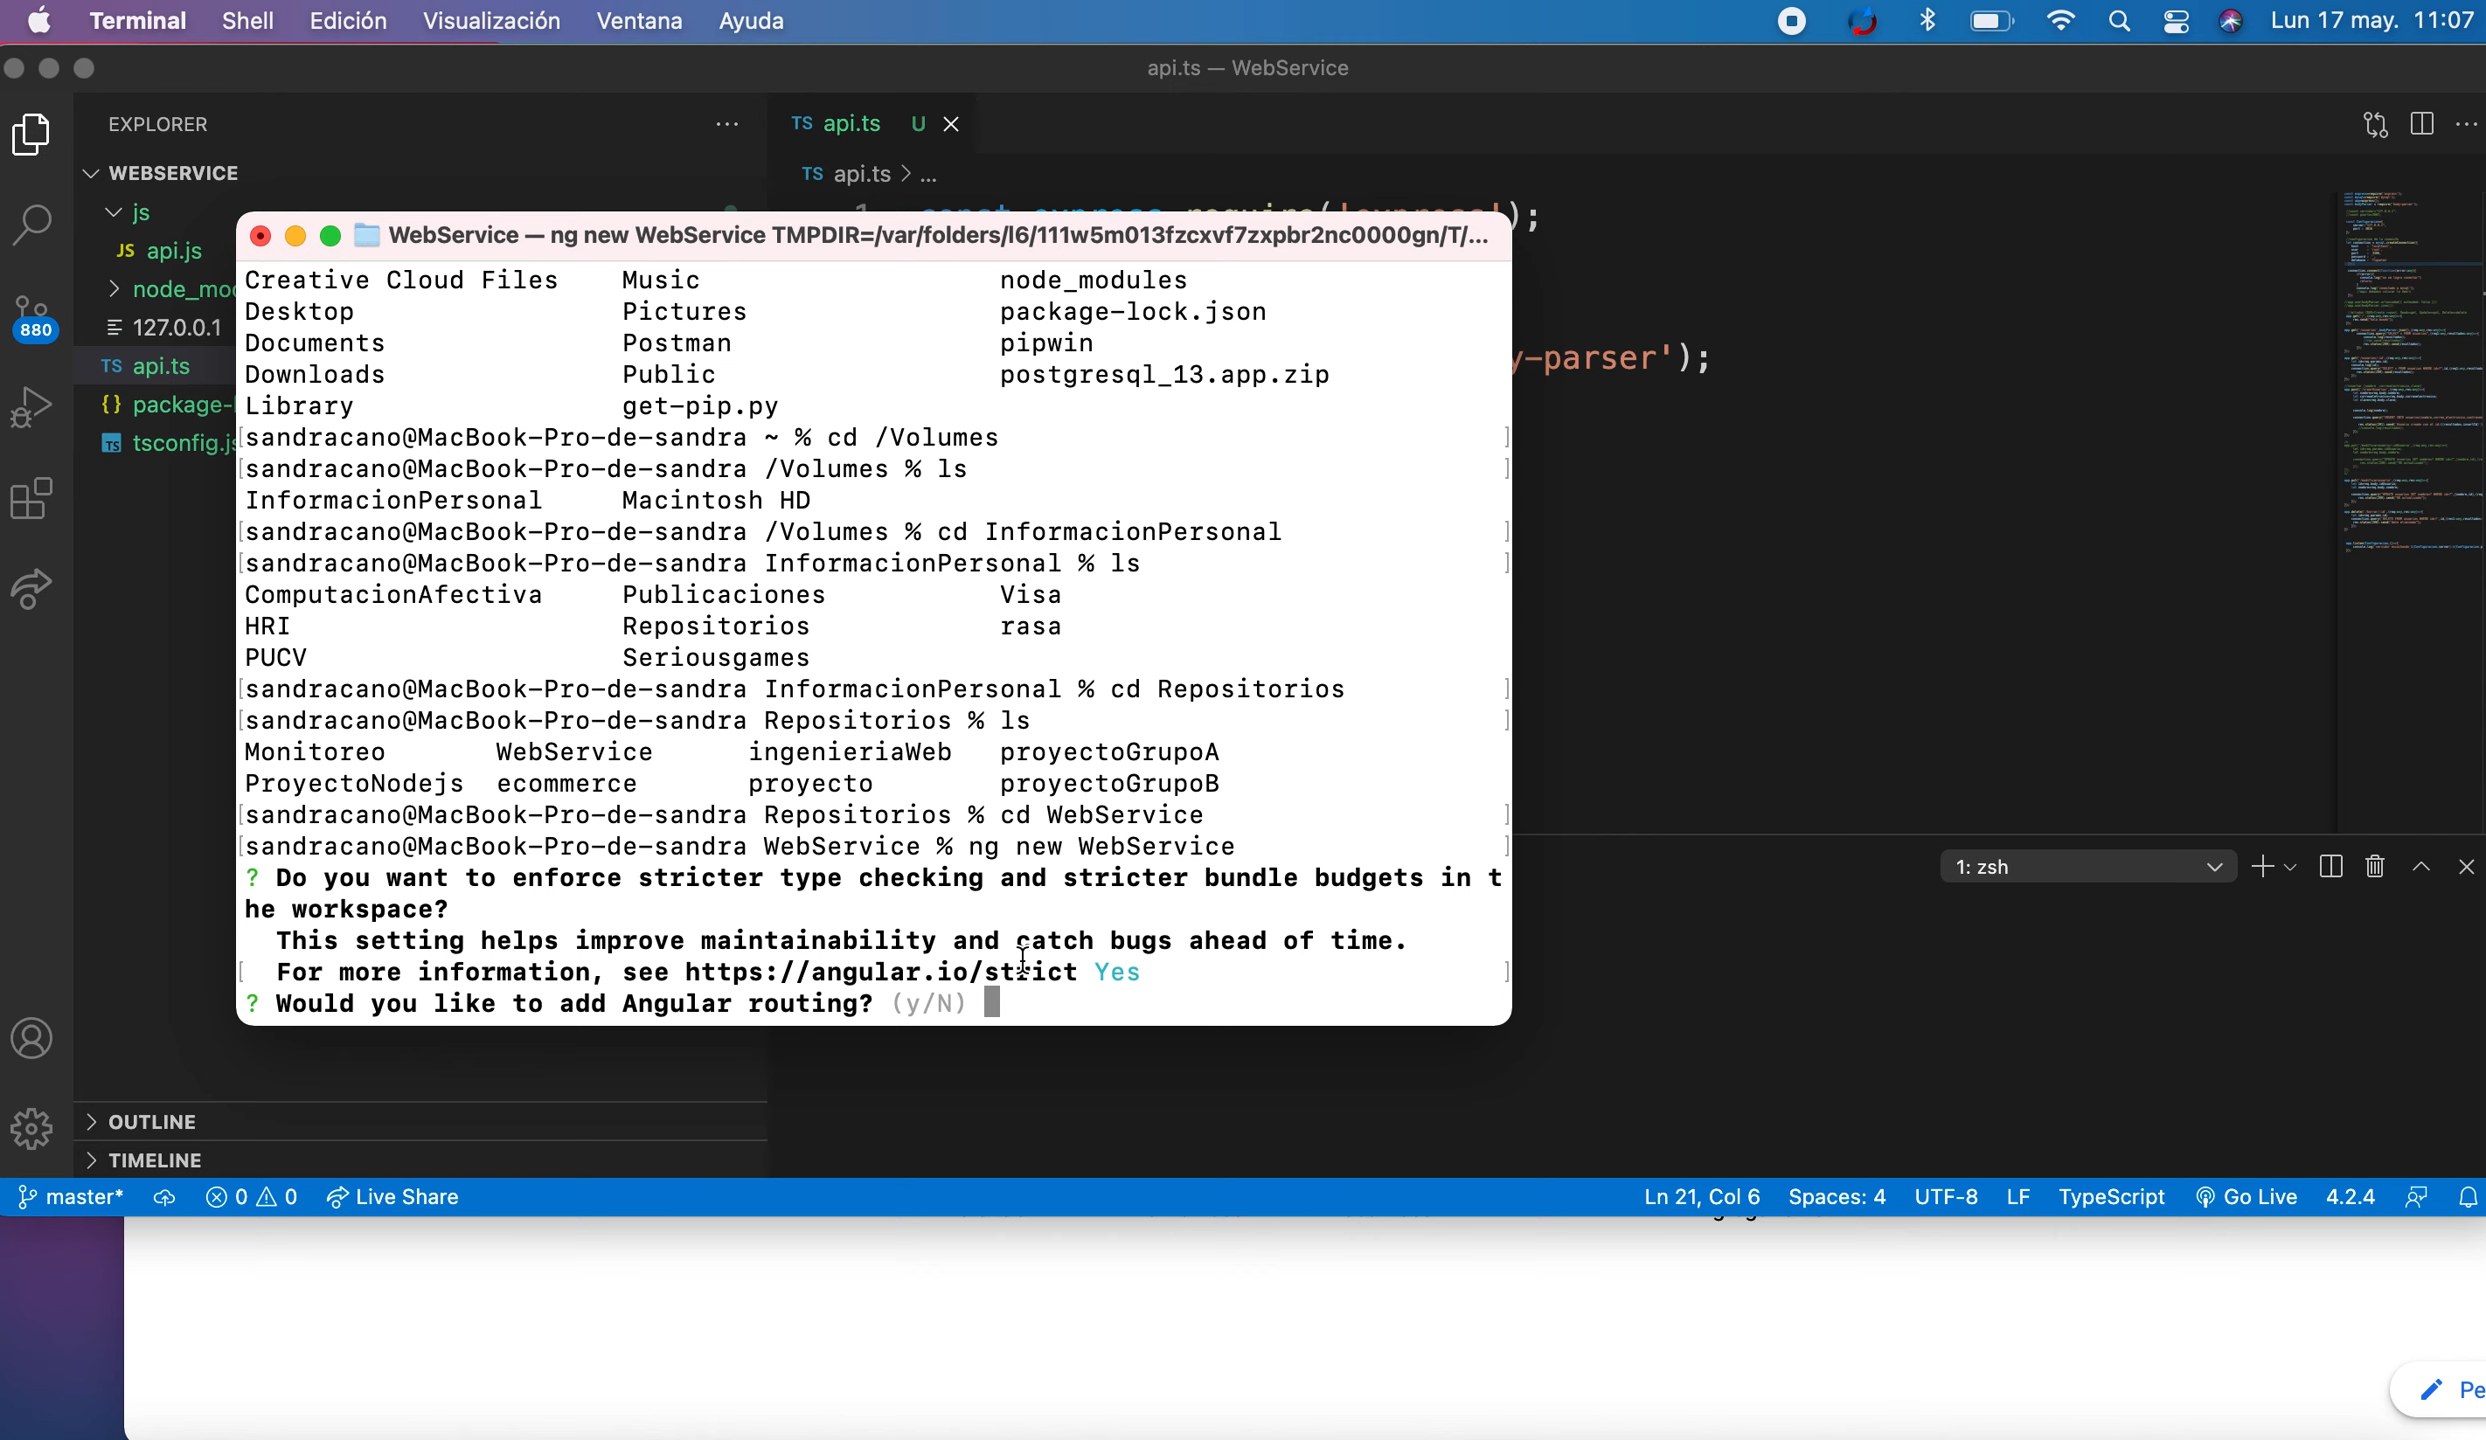 Terminal Shell Edición Visualización Ventana Ayuda Lun 17 may. 11:07
api.ts — WebService
EXPLORER
TS api.ts U
WEBSERVICE
TS api.ts > ...
js
JS api.js
node_mo
127.0.0.1
TS api.ts
{} package-
TS tsconfig.js
880
);
y-parser');
WebService — ng new WebService TMPDIR=/var/folders/l6/111w5m013fzcxvf7zxpbr2nc0000gn/T/...
Creative Cloud Files Music node_modules
Desktop Pictures package-lock.json
Documents Postman pipwin
Downloads Public postgresql_13.app.zip
Library get-pip.py
[sandracano@MacBook-Pro-de-sandra ~ % cd /Volumes ]
[sandracano@MacBook-Pro-de-sandra /Volumes % ls ]
InformacionPersonal Macintosh HD
[sandracano@MacBook-Pro-de-sandra /Volumes % cd InformacionPersonal ]
[sandracano@MacBook-Pro-de-sandra InformacionPersonal % ls ]
ComputacionAfectiva Publicaciones Visa
HRI Repositorios rasa
PUCV Seriousgames
[sandracano@MacBook-Pro-de-sandra InformacionPersonal % cd Repositorios ]
[sandracano@MacBook-Pro-de-sandra Repositorios % ls ]
Monitoreo WebService ingenieriaWeb proyectoGrupoA
ProyectoNodejs ecommerce proyecto proyectoGrupoB
[sandracano@MacBook-Pro-de-sandra Repositorios % cd WebService ]
[sandracano@MacBook-Pro-de-sandra WebService % ng new WebService ]
? Do you want to enforce stricter type checking and stricter bundle budgets in t
he workspace?
This setting helps improve maintainability and catch bugs ahead of time.
[ For more information, see https://angular.io/strict Yes ]
? Would you like to add Angular routing? (y/N)
1: zsh
OUTLINE
TIMELINE
master* 0 0 Live Share Ln 21, Col 6 Spaces: 4 UTF-8 LF TypeScript Go Live 4.2.4
Pe